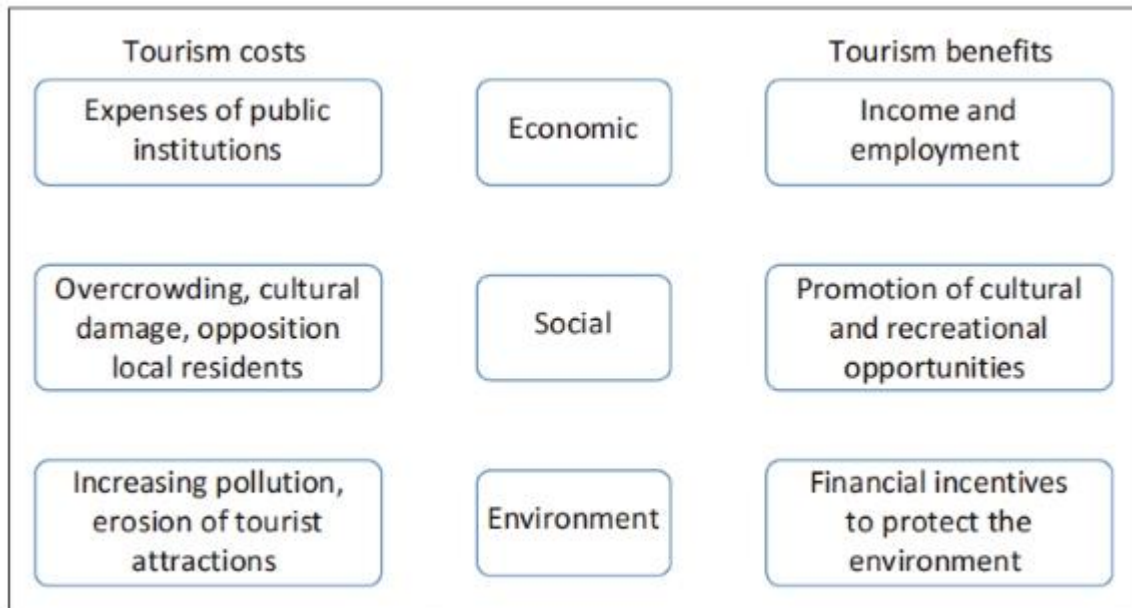 Tourism costs
Tourism benefits
Expenses of public
institutions
Economic
Income and
employment
Overcrowding, cultural
damage, opposition
local residents
Social
Promotion of cultural
and recreational
opportunities
Increasing pollution,
erosion of tourist
attractions
Environment
Financial incentives
to protect the
environment